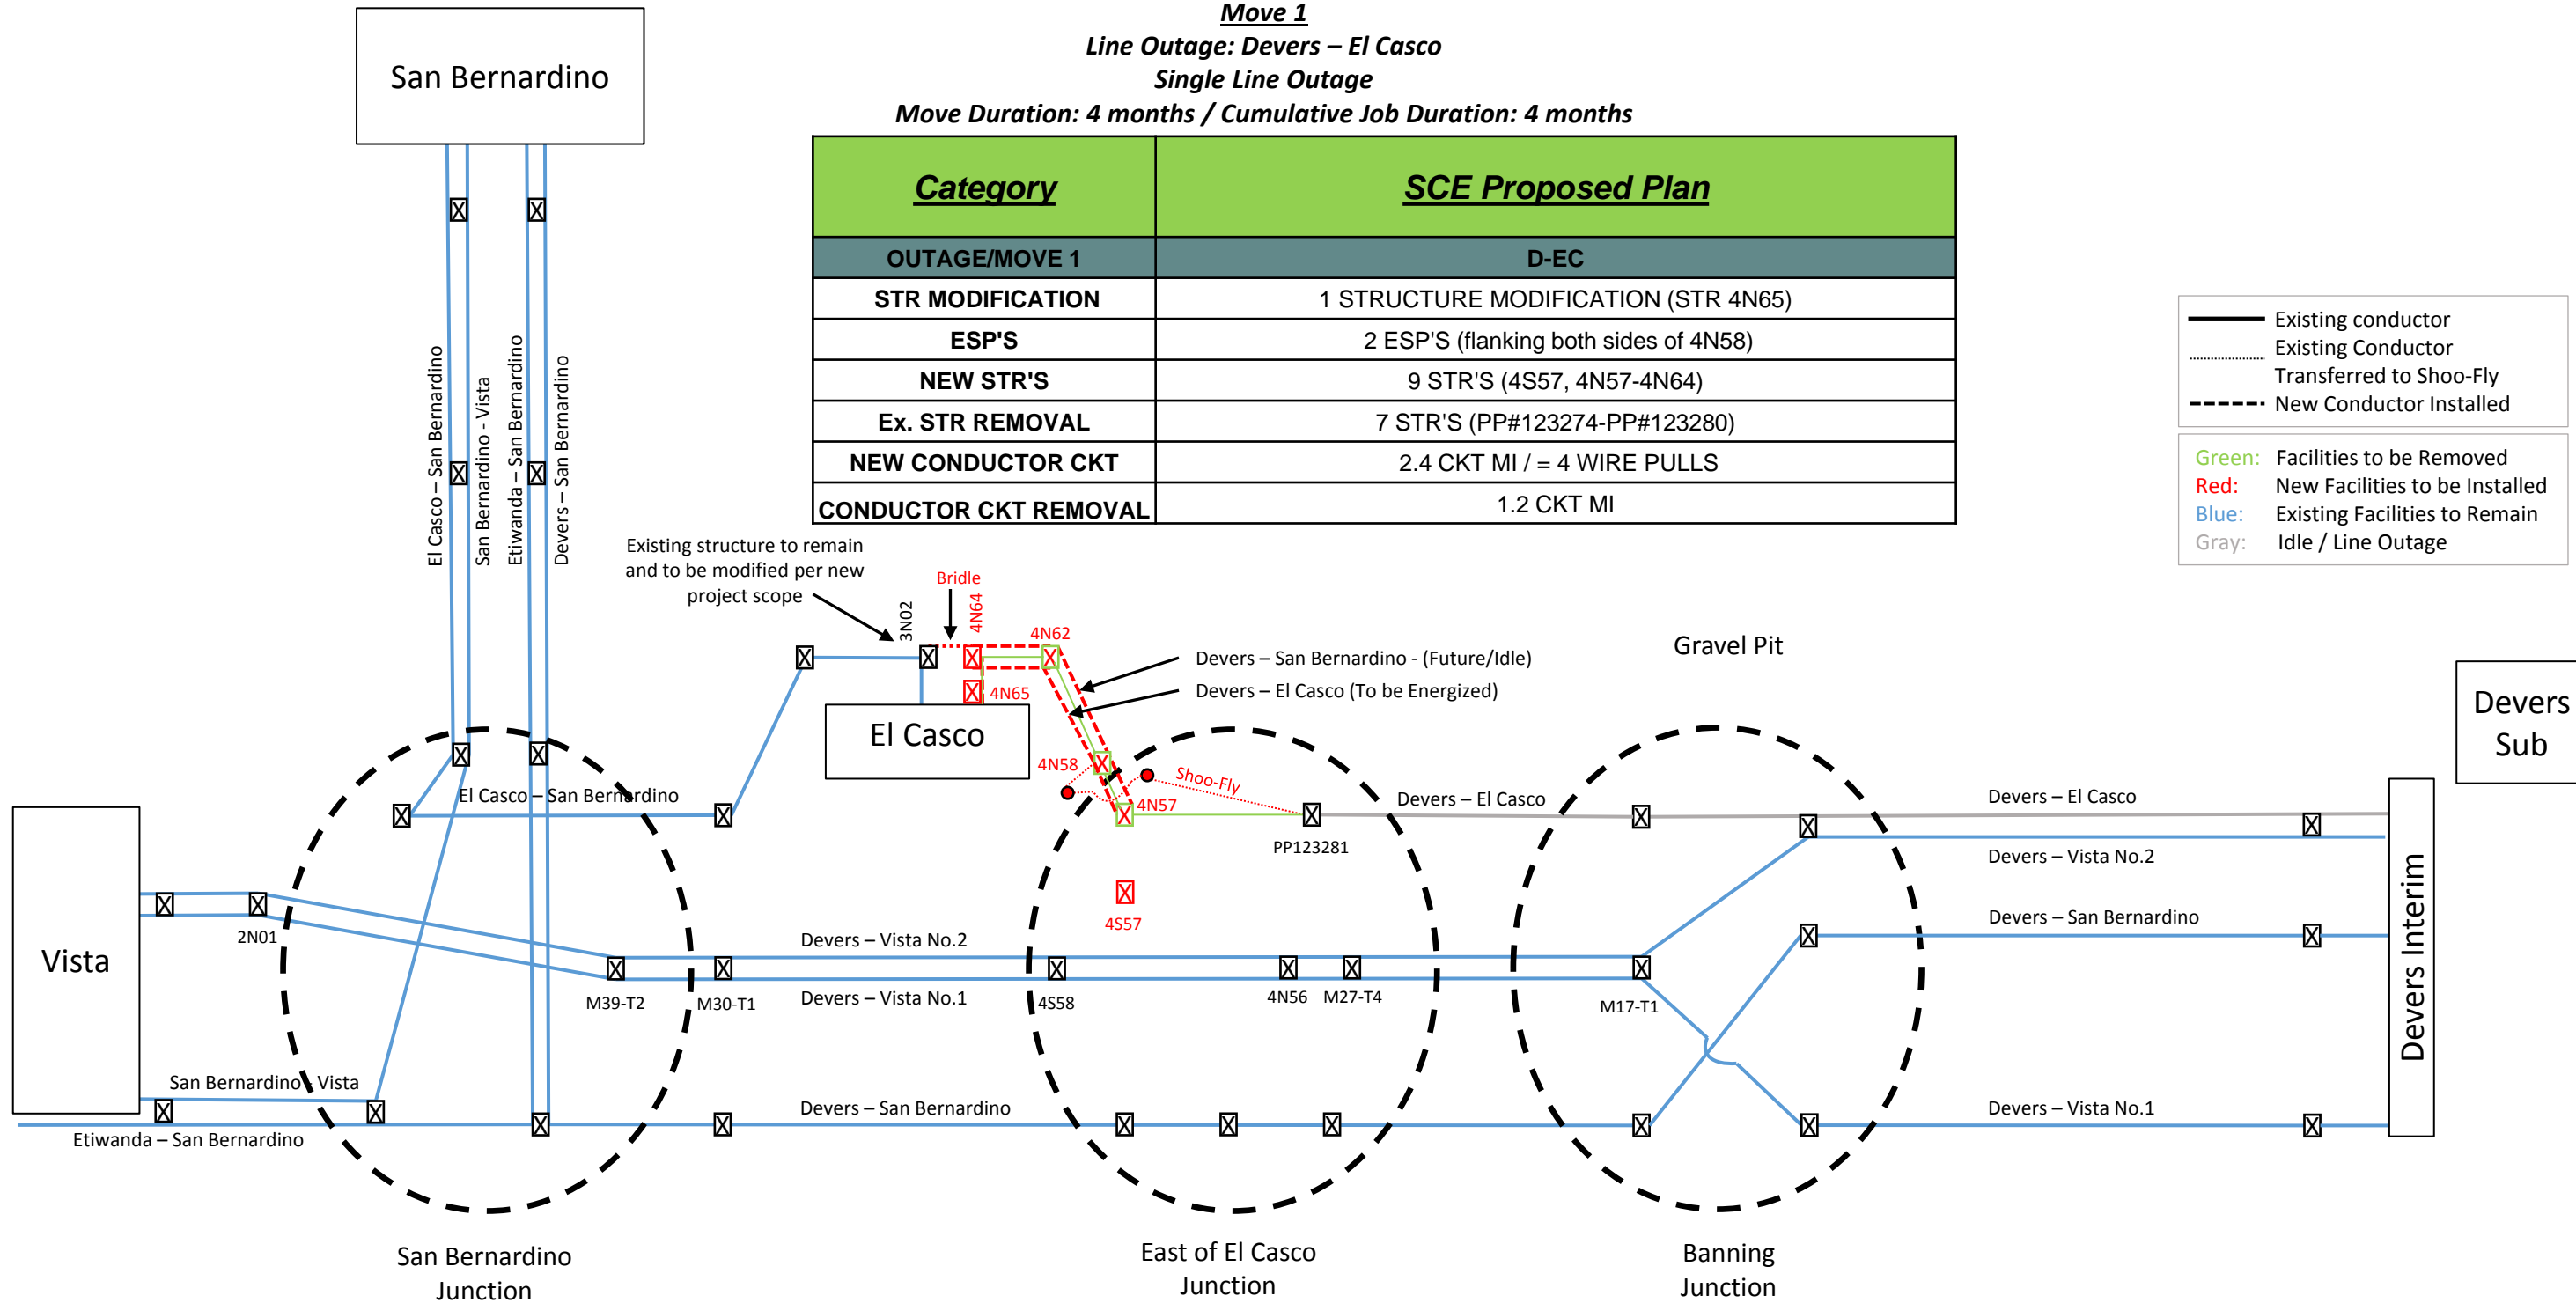 Move 1
Line Outage: Devers – El Casco
Single Line Outage
Move Duration: 4 months / Cumulative Job Duration: 4 months
San Bernardino
Category
SCE Proposed Plan
OUTAGE/MOVE 1
D-EC
STR MODIFICATION
1 STRUCTURE MODIFICATION (STR 4N65)
ESP'S
2 ESP'S (flanking both sides of 4N58)
NEW STR'S
9 STR'S (4S57, 4N57-4N64)
Ex. STR REMOVAL
7 STR'S (PP#123274-PP#123280)
NEW CONDUCTOR CKT
2.4 CKT MI / = 4 WIRE PULLS
CONDUCTOR CKT REMOVAL
1.2 CKT MI
Existing conductor
Existing Conductor
Transferred to Shoo-Fly
New Conductor Installed
Green: Facilities to be Removed
Red: New Facilities to be Installed
Blue: Existing Facilities to Remain
Gray: Idle / Line Outage
El Casco – San Bernardino
San Bernardino - Vista
Etiwanda – San Bernardino
Devers – San Bernardino
Existing structure to remain
and to be modified per new
project scope
3N02
Bridle
4N64
4N62
4N65
Devers – San Bernardino - (Future/Idle)
Devers – El Casco (To be Energized)
Gravel Pit
Devers
Sub
El Casco
4N58
Shoo-Fly
4N57
El Casco – San Bernardino
Devers – El Casco
Devers – El Casco
PP123281
Devers – Vista No.2
4S57
Devers – San Bernardino
Vista
2N01
Devers – Vista No.2
M39-T2
M30-T1
Devers – Vista No.1
4S58
4N56
M27-T4
M17-T1
Devers Interim
San Bernardino - Vista
Etiwanda – San Bernardino
Devers – San Bernardino
Devers – Vista No.1
San Bernardino
Junction
East of El Casco
Junction
Banning
Junction